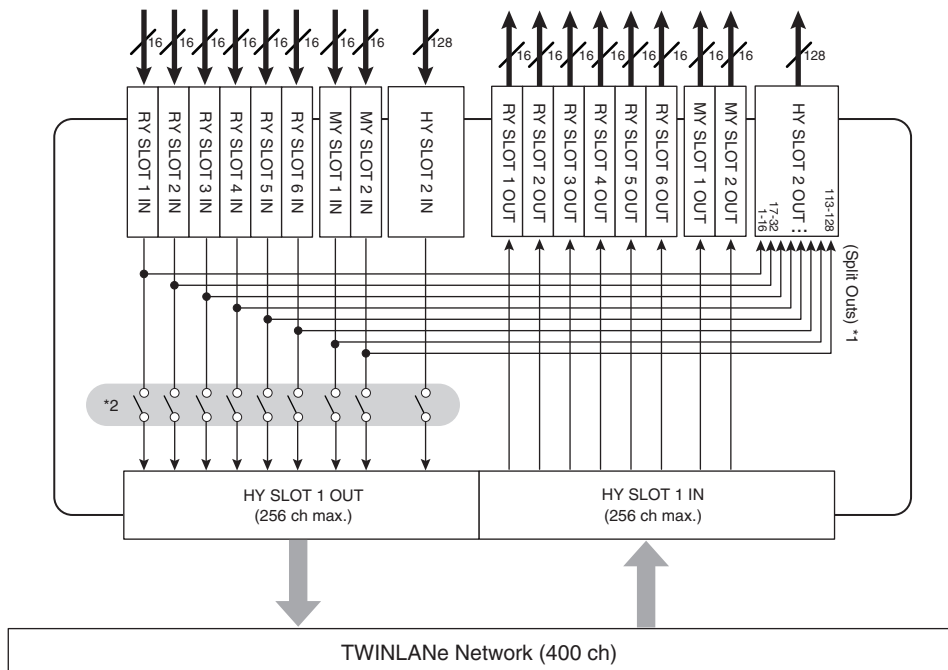 16 16 16 16 16 16 16 16 128
16 16 16 16 16 16 16 16 128
RY SLOT 1 IN
RY SLOT 2 IN
RY SLOT 3 IN
RY SLOT 4 IN
RY SLOT 5 IN
RY SLOT 6 IN
MY SLOT 1 IN
MY SLOT 2 IN
HY SLOT 2 IN
RY SLOT 1 OUT
RY SLOT 2 OUT
RY SLOT 3 OUT
RY SLOT 4 OUT
RY SLOT 5 OUT
RY SLOT 6 OUT
MY SLOT 1 OUT
MY SLOT 2 OUT
HY SLOT 2 OUT
1-16
17-32
...
113-128
(Split Outs) *1
*2
HY SLOT 1 OUT
(256 ch max.)
HY SLOT 1 IN
(256 ch max.)
TWINLANe Network (400 ch)